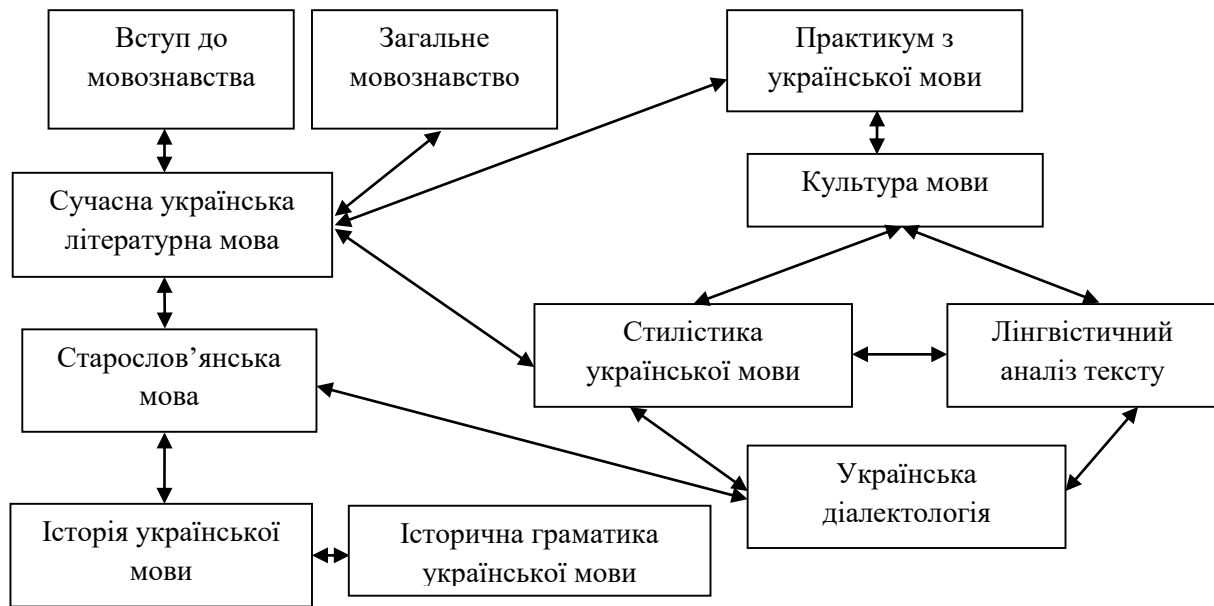 Вступ до
мовознавства
Загальне
мовознавство
Практикум з
української мови
Сучасна українська
літературна мова
Культура мови
Стилістика
української мови
Лінгвістичний
аналіз тексту
Старослов’янська
мова
Українська
діалектологія
Історія української
мови
Історична граматика
української мови